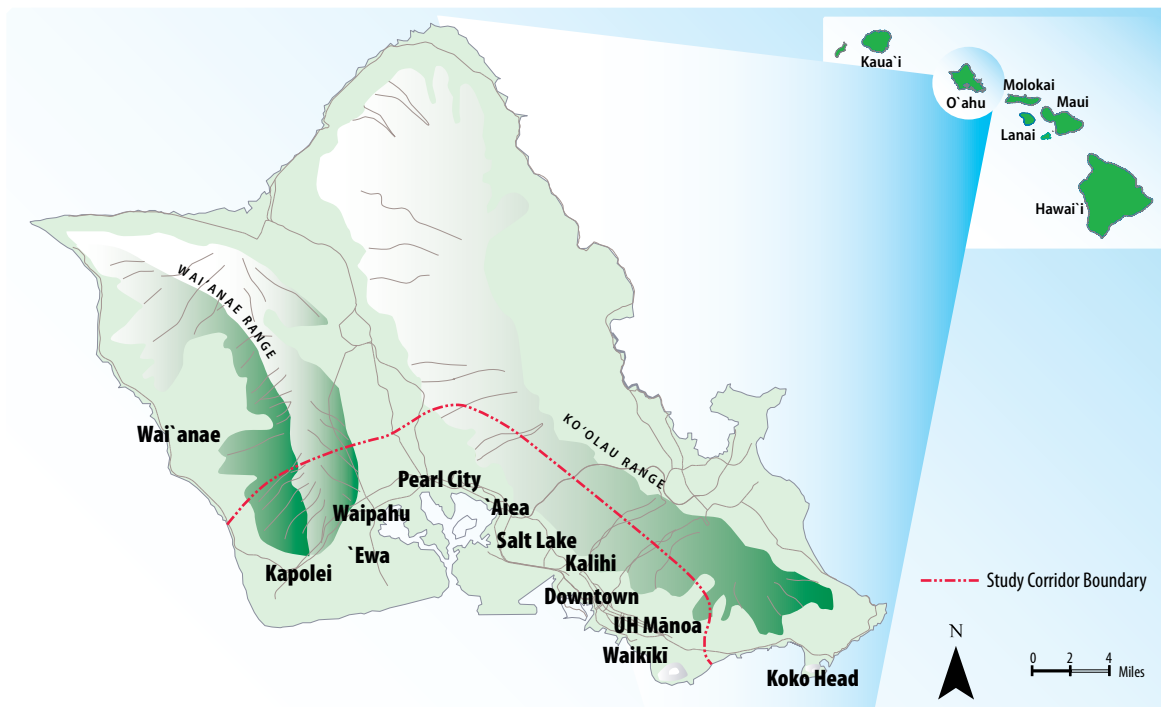 Kaua`i
O`ahu
Molokai
Maui
Lanai
Hawai`i
WAI`ANAE RANGE
KO`OLAU RANGE
Wai`anae
Pearl City
`Aiea
Waipahu
Salt Lake
`Ewa
Kalihi
Kapolei
Downtown
UH Mānoa
Waikīkī
Koko Head
Study Corridor Boundary
N
0 2 4
Miles